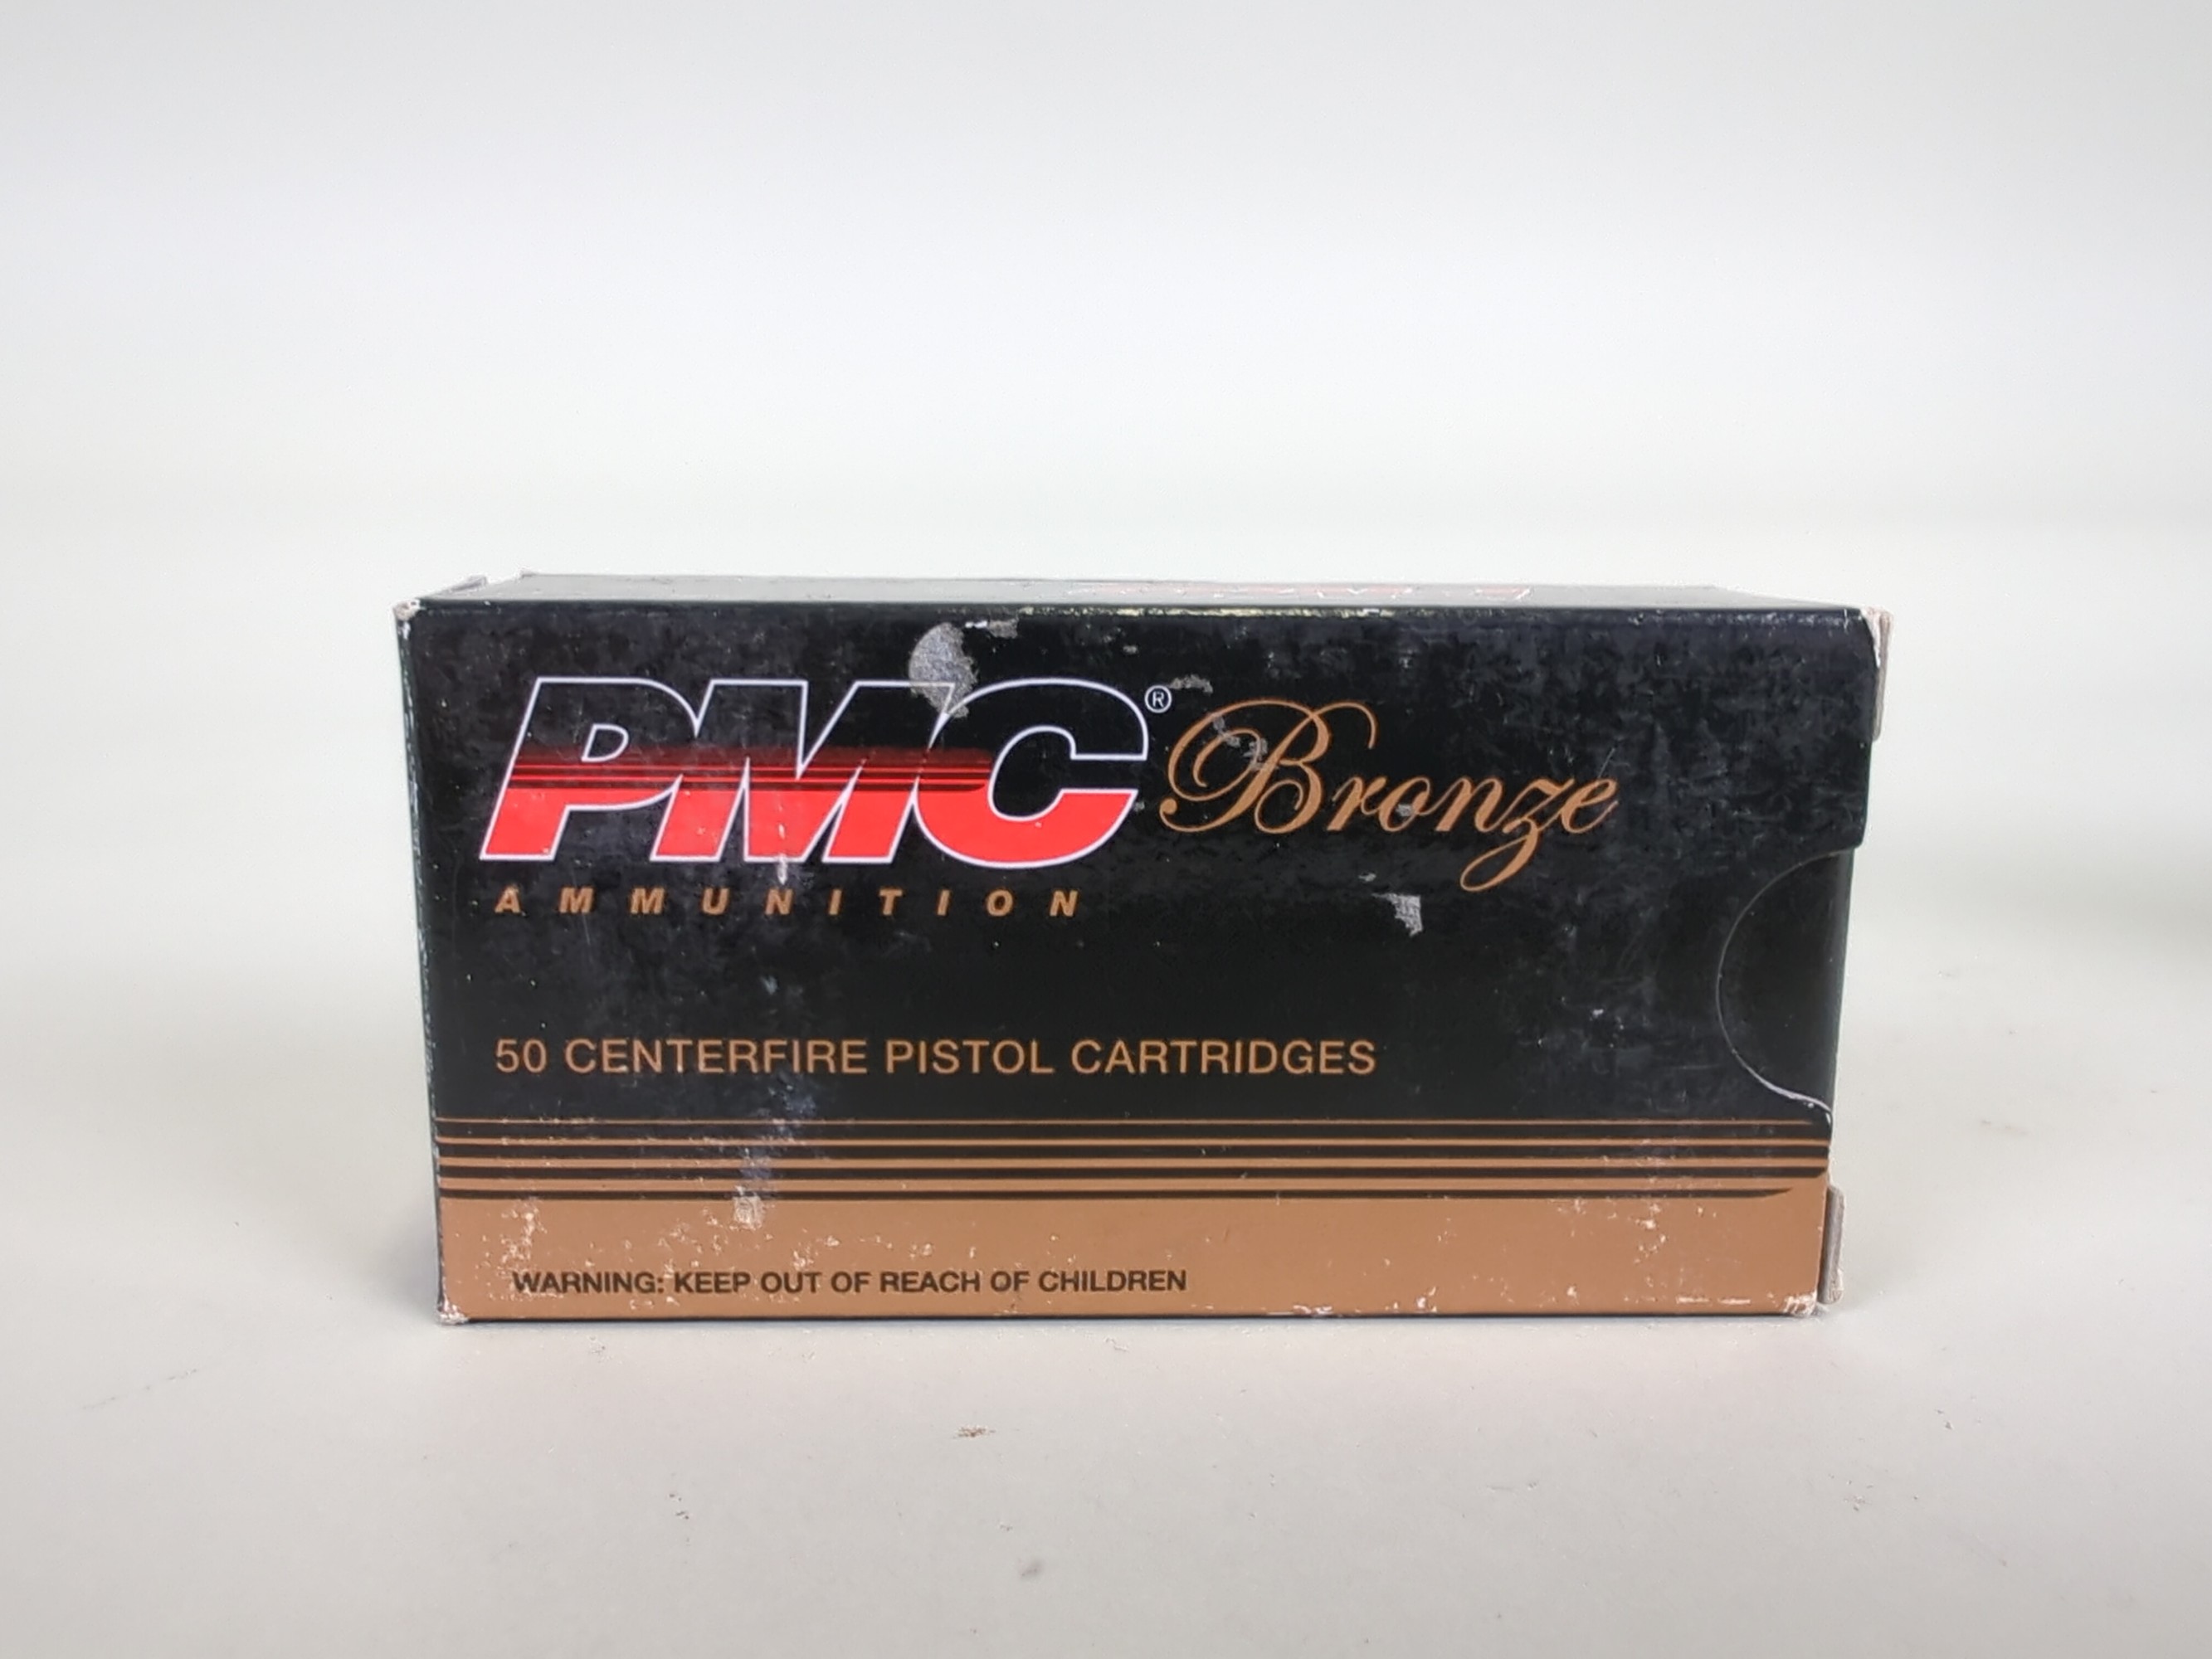 PMC® Bronze
AMMUNITION
50 CENTERFIRE PISTOL CARTRIDGES
WARNING: KEEP OUT OF REACH OF CHILDREN